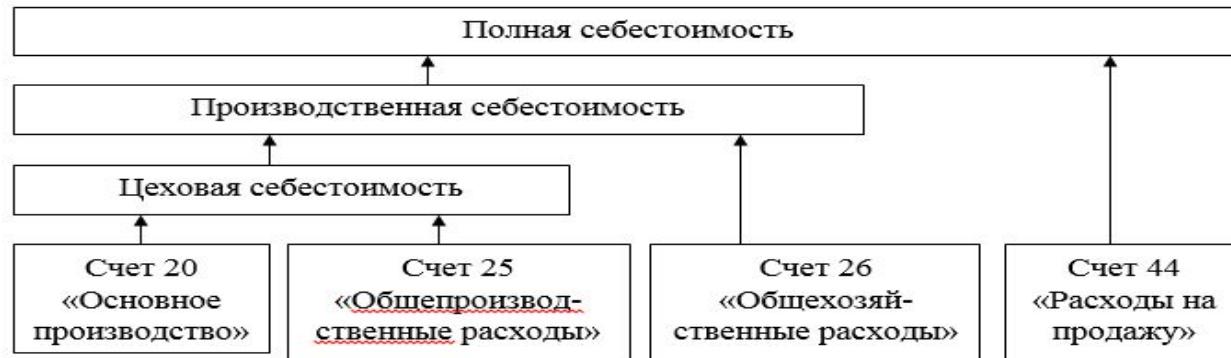 Полная себестоимость
Производственная себестоимость
Цеховая себестоимость
Счет 20
«Основное
производство»
Счет 25
«Общепроизвод-
ственные расходы»
Счет 26
«Общехозяй-
ственные расходы»
Счет 44
«Расходы на
продажу»